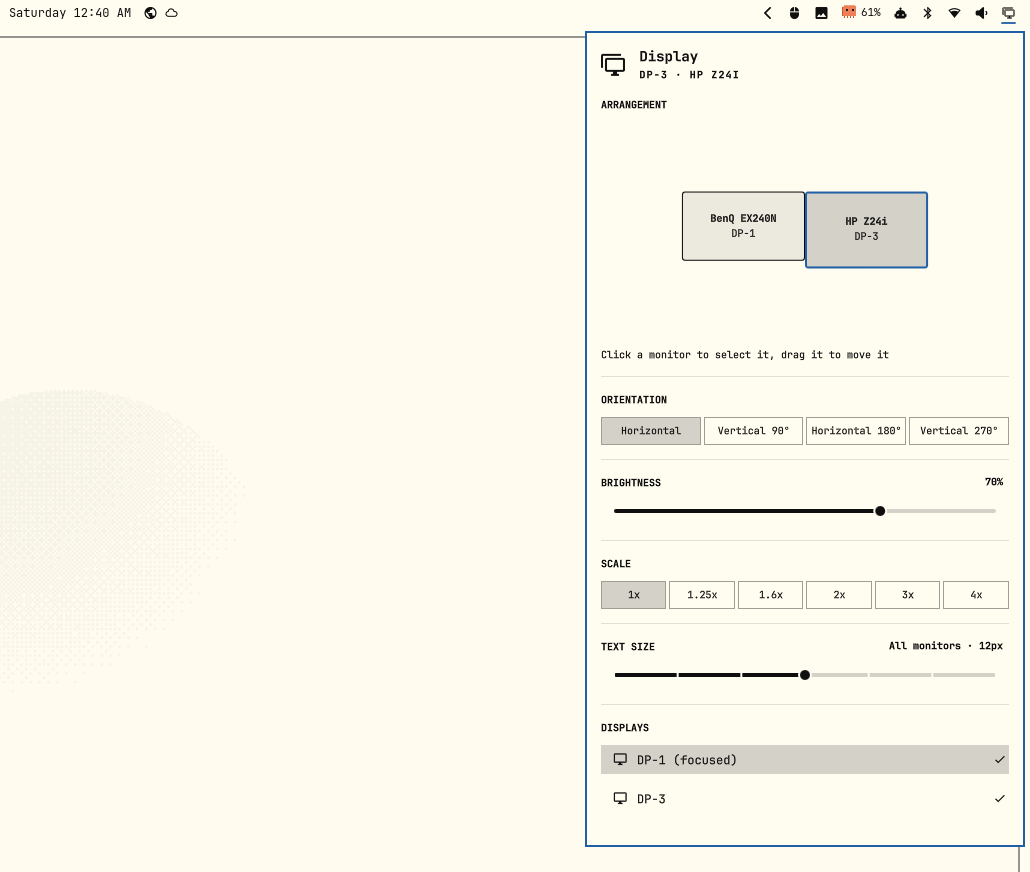 Saturday 12:40 AM
61%
Display
DP-3 · HP Z24I
ARRANGEMENT
BenQ EX240N
DP-1
HP Z24i
DP-3
Click a monitor to select it, drag it to move it
ORIENTATION
Horizontal Vertical 90° Horizontal 180° Vertical 270°
BRIGHTNESS 70%
SCALE
1x 1.25x 1.6x 2x 3x 4x
TEXT SIZE All monitors · 12px
DISPLAYS
DP-1 (focused)
DP-3